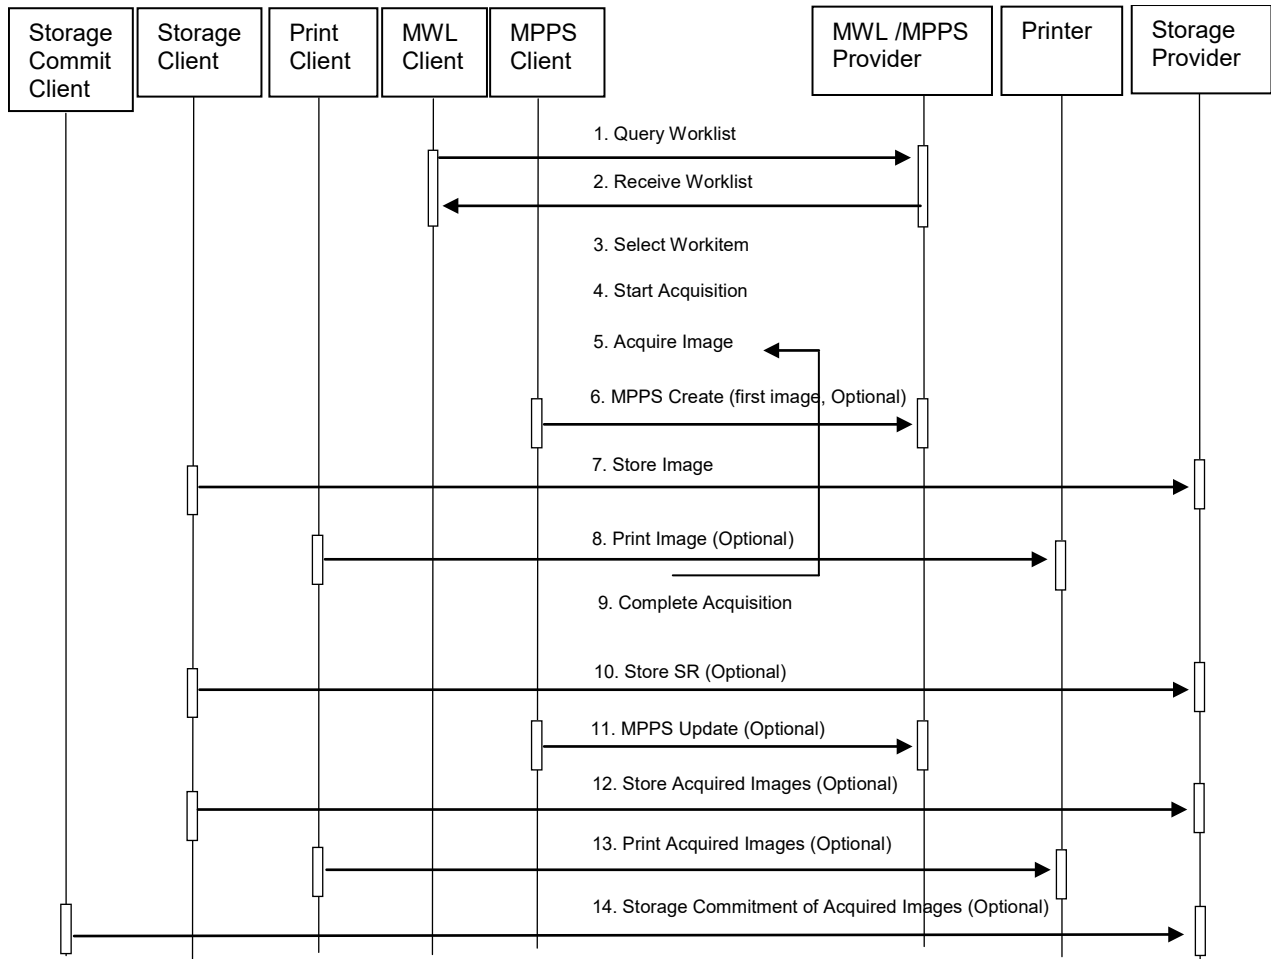 Storage
Commit
Client
Storage
Client
Print
Client
MWL
Client
MPPS
Client
MWL /MPPS
Provider
Printer
Storage
Provider
1. Query Worklist
2. Receive Worklist
3. Select Workitem
4. Start Acquisition
5. Acquire Image
6. MPPS Create (first image, Optional)
7. Store Image
8. Print Image (Optional)
9. Complete Acquisition
10. Store SR (Optional)
11. MPPS Update (Optional)
12. Store Acquired Images (Optional)
13. Print Acquired Images (Optional)
14. Storage Commitment of Acquired Images (Optional)